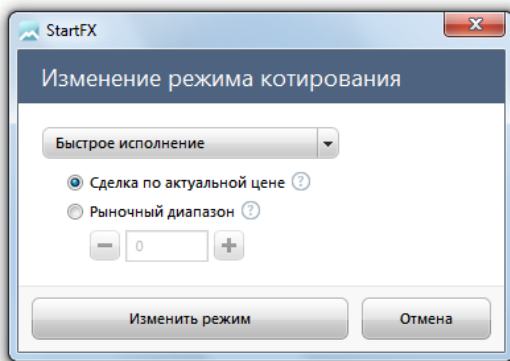 StartFX
Изменение режима котирования
Быстрое исполнение
Сделка по актуальной цене ?
Рыночный диапазон ?
0
Изменить режим Отмена